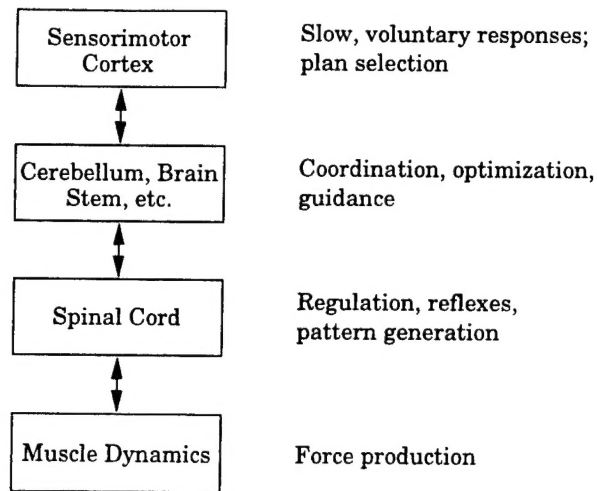 Sensorimotor
Cortex
Slow, voluntary responses;
plan selection
Cerebellum, Brain
Stem, etc.
Coordination, optimization,
guidance
Spinal Cord
Regulation, reflexes,
pattern generation
Muscle Dynamics
Force production